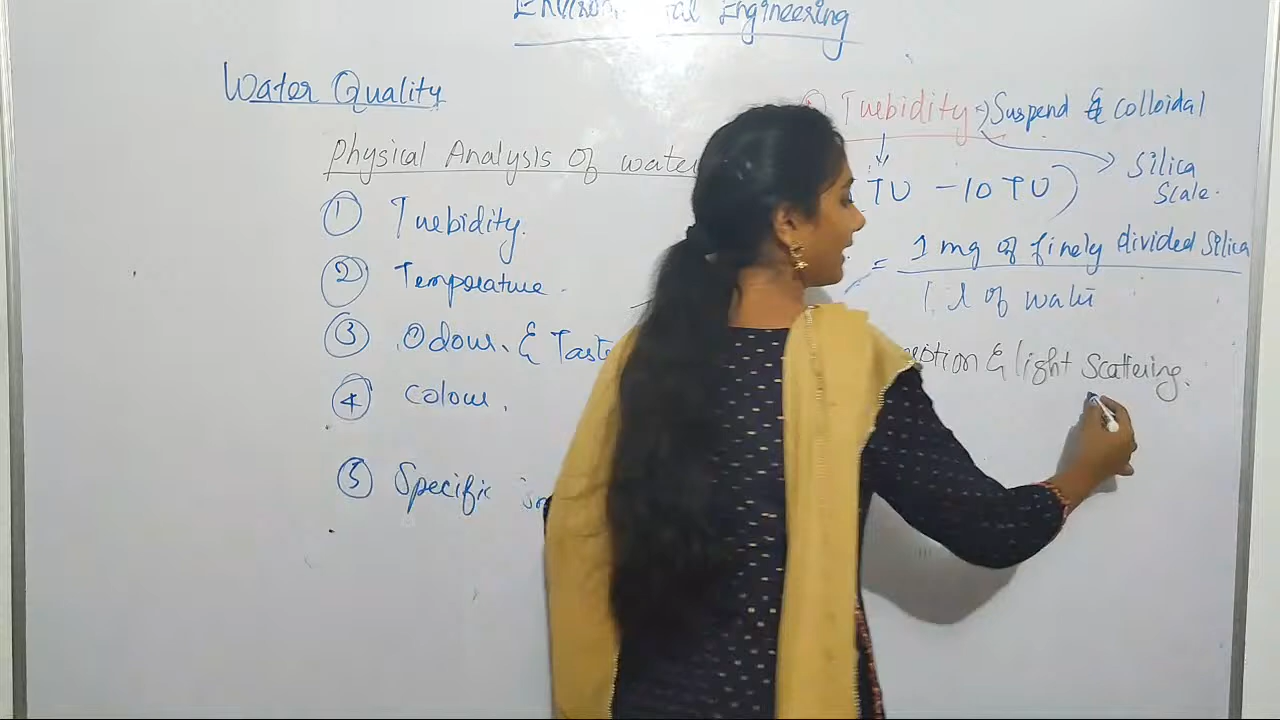 Engineering
Water Quality
Physical Analysis of water
① Turbidity.
② Temperature.
③ Odour. & Taste
④ Colour.
⑤ Specific
Turbidity → Suspend & colloidal
Silica
Scale.
TU - 10 TU)
= 1 mg of finely divided Silica
1 l of water
& light Scattering.